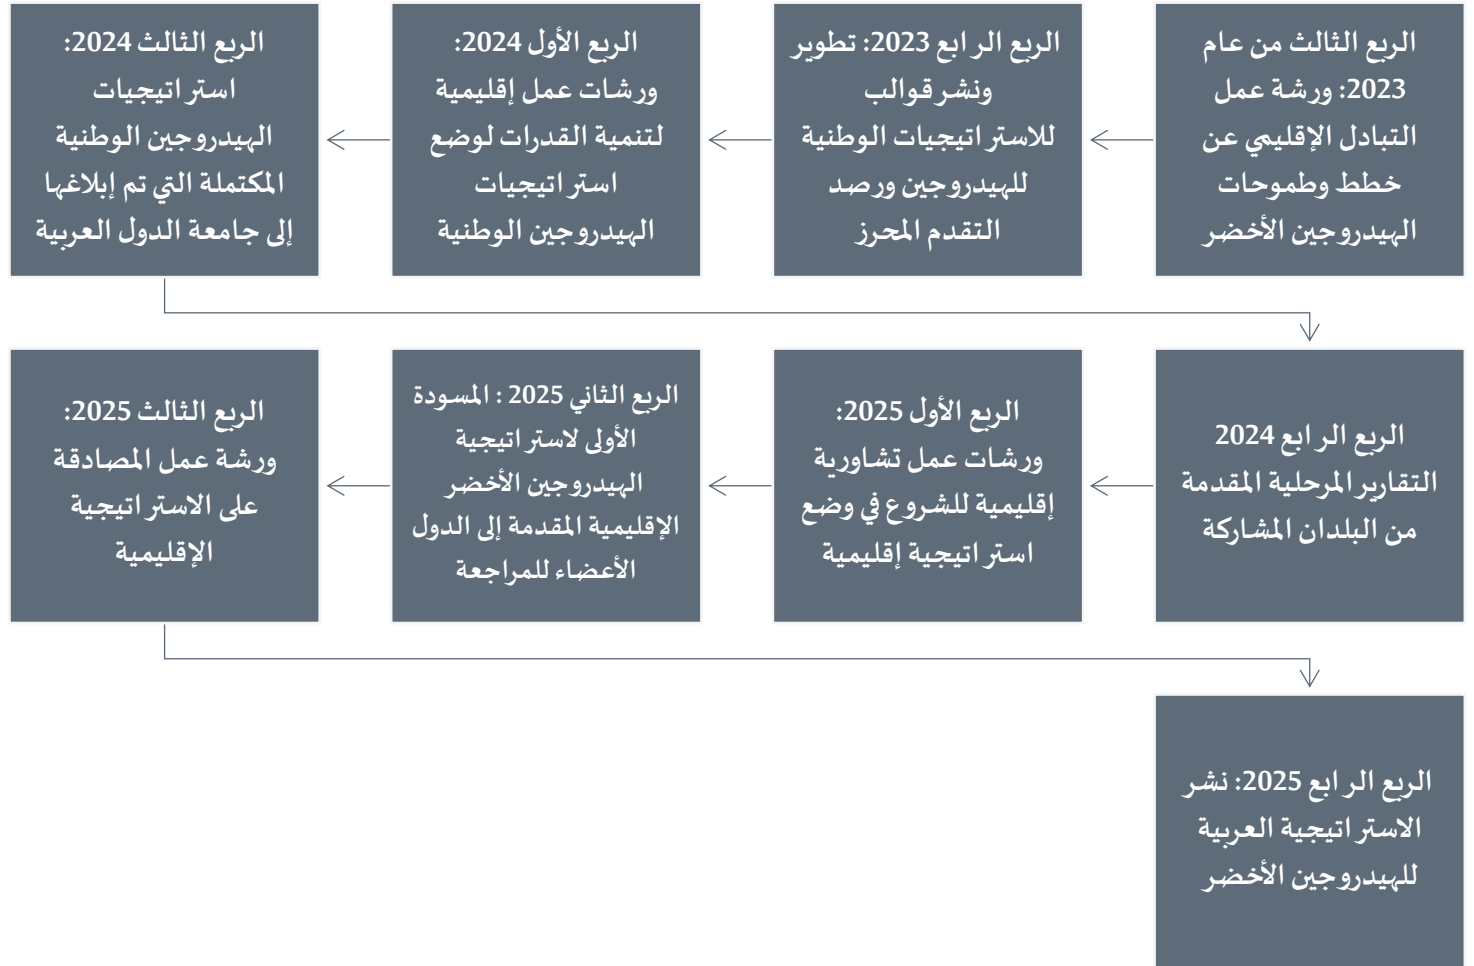 الربع الثالث من عام
2023: ورشة عمل
التبادل الإقليمي عن
خطط وطموحات
الهيدروجين الأخضر
الربع الرابع 2023: تطوير
ونشر قوالب
للاستراتيجيات الوطنية
للهيدروجين ورصد
التقدم المحرز
الربع الأول 2024:
ورشات عمل إقليمية
لتنمية القدرات لوضع
استراتيجيات
الهيدروجين الوطنية
الربع الثالث 2024:
استراتيجيات
الهيدروجين الوطنية
المكتملة التي تم إبلاغها
إلى جامعة الدول العربية
الربع الرابع 2024
التقارير المرحلية المقدمة
من البلدان المشاركة
الربع الأول 2025:
ورشات عمل تشاورية
إقليمية للشروع في وضع
استراتيجية إقليمية
الربع الثاني 2025 : المسودة
الأولى لاستراتيجية
الهيدروجين الأخضر
الإقليمية المقدمة إلى الدول
الأعضاء للمراجعة
الربع الثالث 2025:
ورشة عمل المصادقة
على الاستراتيجية
الإقليمية
الربع الرابع 2025: نشر
الاستراتيجية العربية
للهيدروجين الأخضر